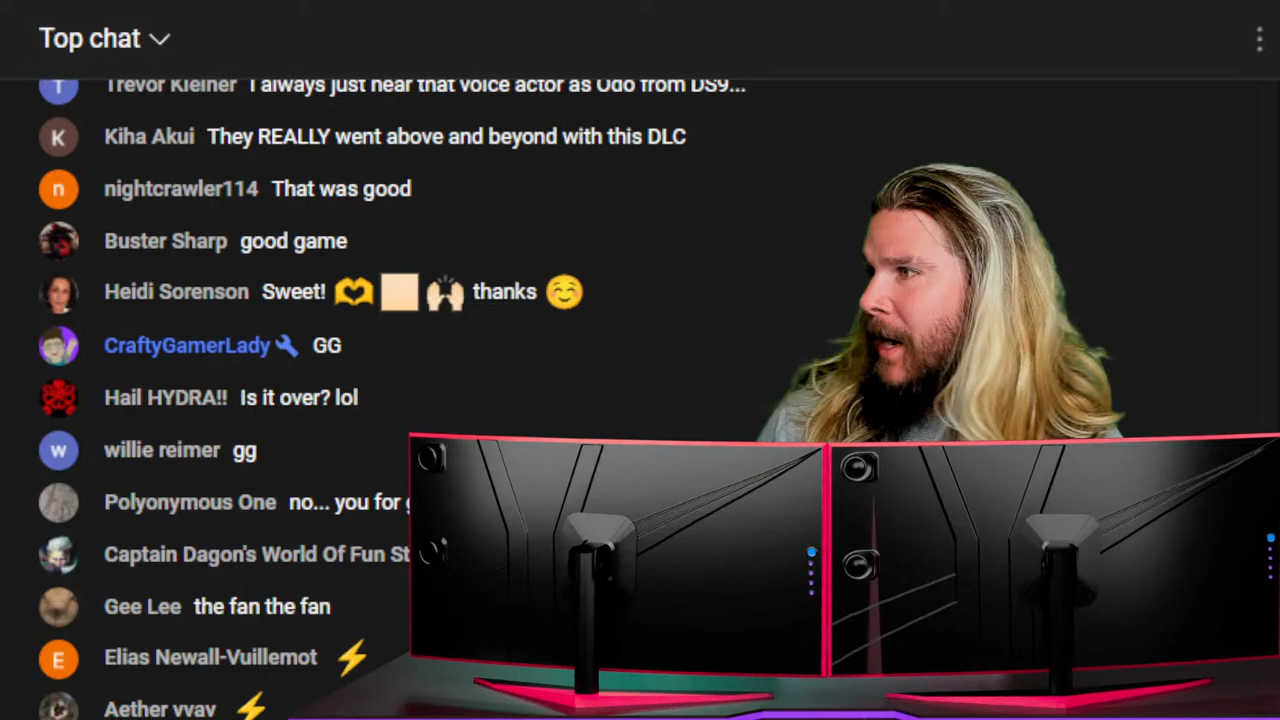 Top chat
Trevor Kleiner I always just hear that voice actor as Odo from DS9...
K Kiha Akui They REALLY went above and beyond with this DLC
n nightcrawler114 That was good
Buster Sharp good game
Heidi Sorenson Sweet! 🫶🏻🙌🏻 thanks ☺️
CraftyGamerLady GG
Hail HYDRA!! Is it over? lol
w willie reimer gg
Polyonymous One no... you for
Captain Dagon's World Of Fun St
Gee Lee the fan the fan
E Elias Newall-Vuillemot ⚡
Aether vvav ⚡